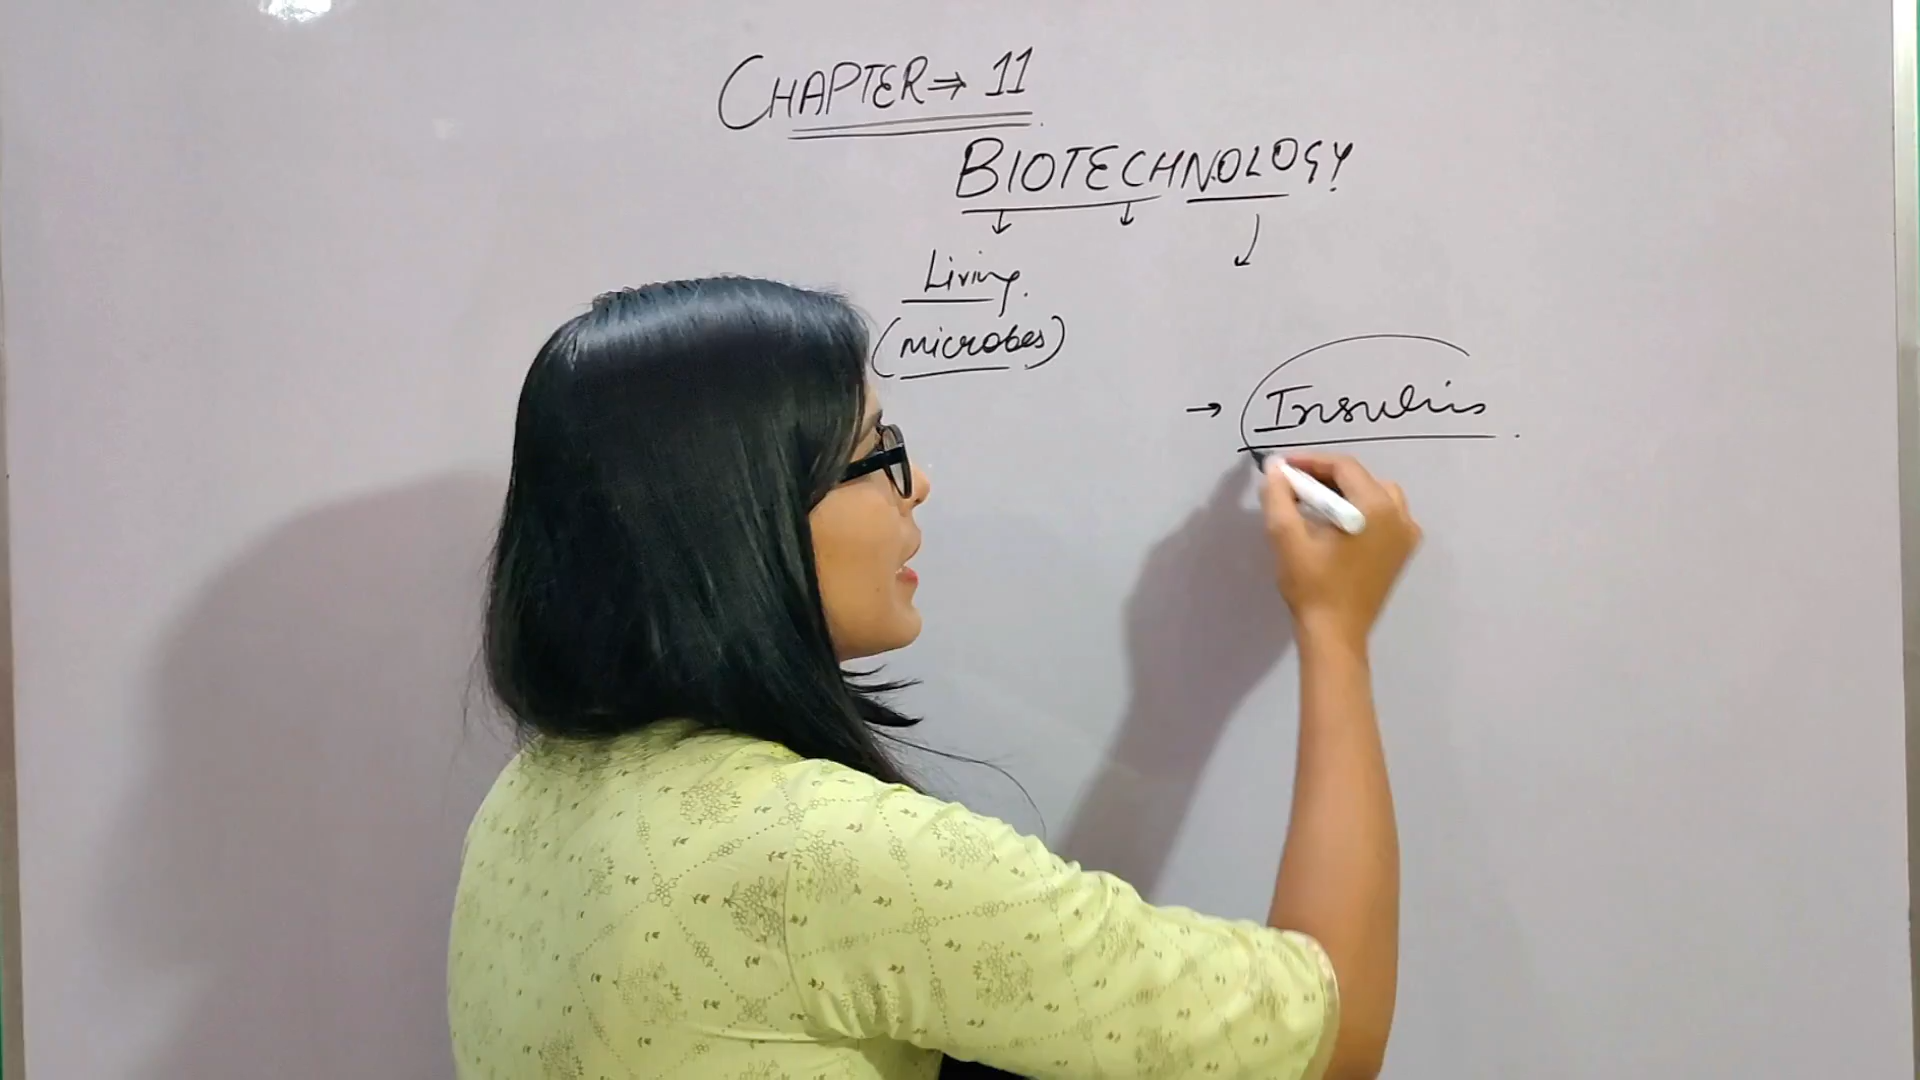 CHAPTER ⇒ 11
BIOTECHNOLOGY
Living
(microbes)
→ Insulin